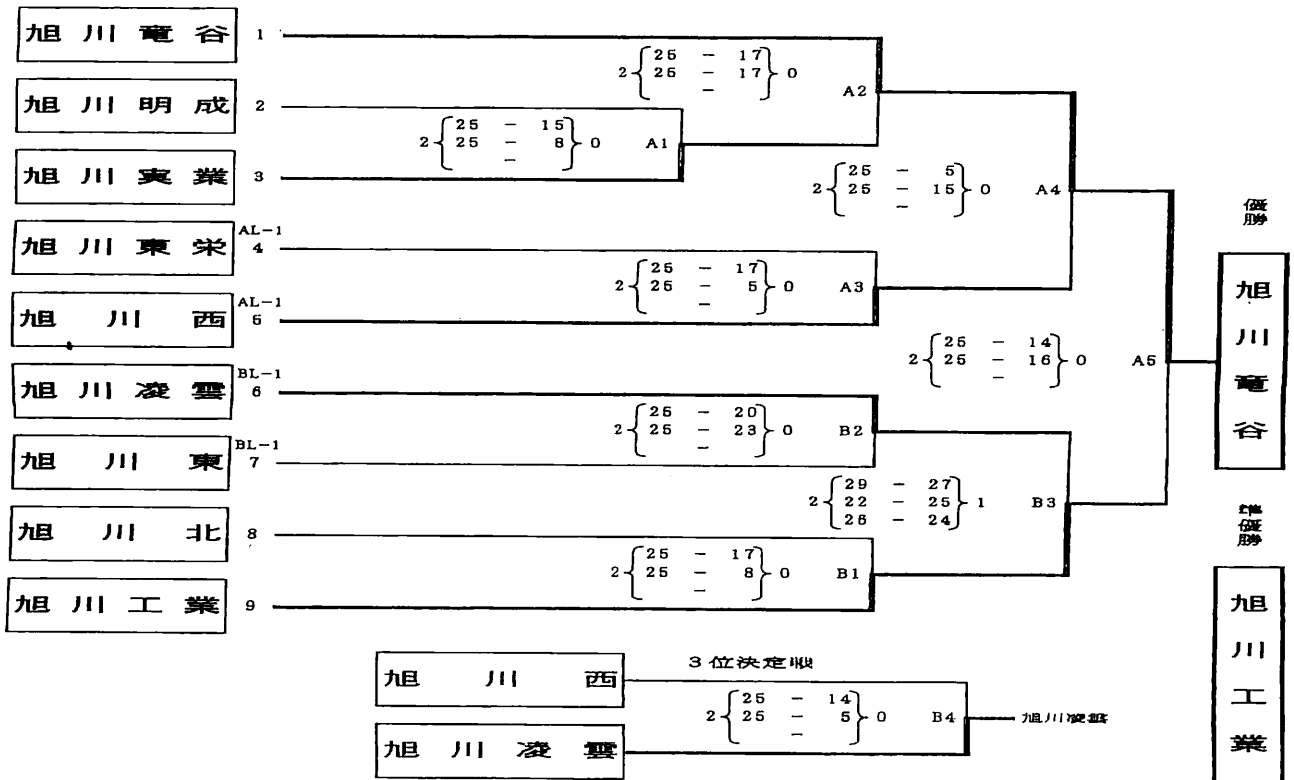 旭川竜谷 1
2 25 - 17 0
25 - 17
- A2
旭川明成 2
2 25 - 15 0
25 - 8
- A1
旭川実業 3
2 25 - 5 0
25 - 15
- A4
旭川東栄 AL-1 4
2 25 - 17 0
25 - 5
- A3
旭川西 AL-1 5
2 25 - 14 0
25 - 16
- A5
旭川凌雲 BL-1 6
2 25 - 20 0
25 - 23
- B2
旭川東 BL-1 7
2 29 - 27 1
22 - 25
26 - 24 B3
旭川北 8
2 25 - 17 0
25 - 8
- B1
旭川工業 9
優勝
旭川竜谷
準優勝
旭川工業
3位決定戦
旭川西
2 25 - 14 0
25 - 5
- B4
旭川凌雲
旭川凌雲